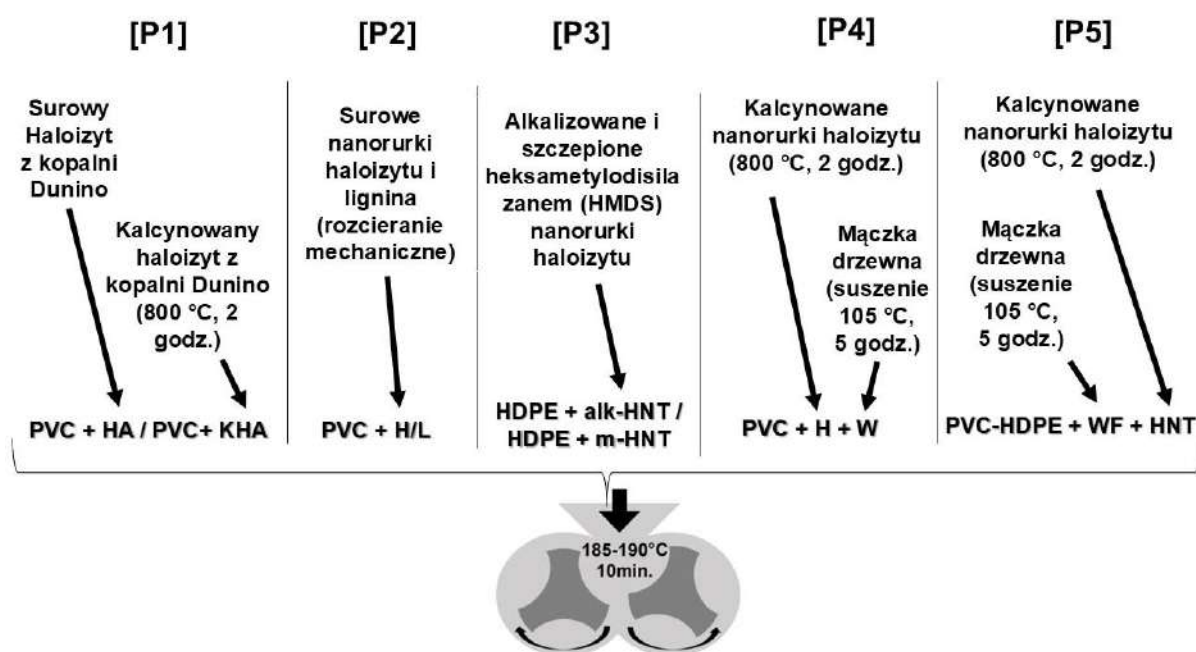 [P1]
Surowy
Haloizyt
z kopalni
Dunino
Kalcynowany
haloizyt z
kopalni Dunino
(800 °C, 2
godz.)
PVC + HA / PVC+ KHA
[P2]
Surowe
nanorurki
haloizytu i
lignina
(rozcieranie
mechaniczne)
PVC + H/L
[P3]
Alkalizowane i
szczepione
heksametylodisila
zanem (HMDS)
nanorurki
haloizytu
HDPE + alk-HNT /
HDPE + m-HNT
[P4]
Kalcynowane
nanorurki haloizytu
(800 °C, 2 godz.)
Mączka
drzewna
(suszenie
105 °C,
5 godz.)
PVC + H + W
[P5]
Kalcynowane
nanorurki haloizytu
(800 °C, 2 godz.)
Mączka
drzewna
(suszenie
105 °C,
5 godz.)
PVC-HDPE + WF + HNT
185-190°C
10min.